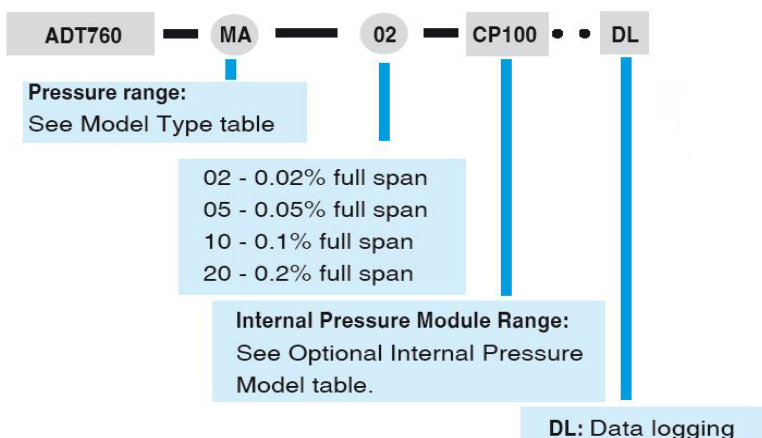 ADT760 — MA — 02 — CP100 • • DL
Pressure range:
See Model Type table
02 - 0.02% full span
05 - 0.05% full span
10 - 0.1% full span
20 - 0.2% full span
Internal Pressure Module Range:
See Optional Internal Pressure
Model table.
DL: Data logging